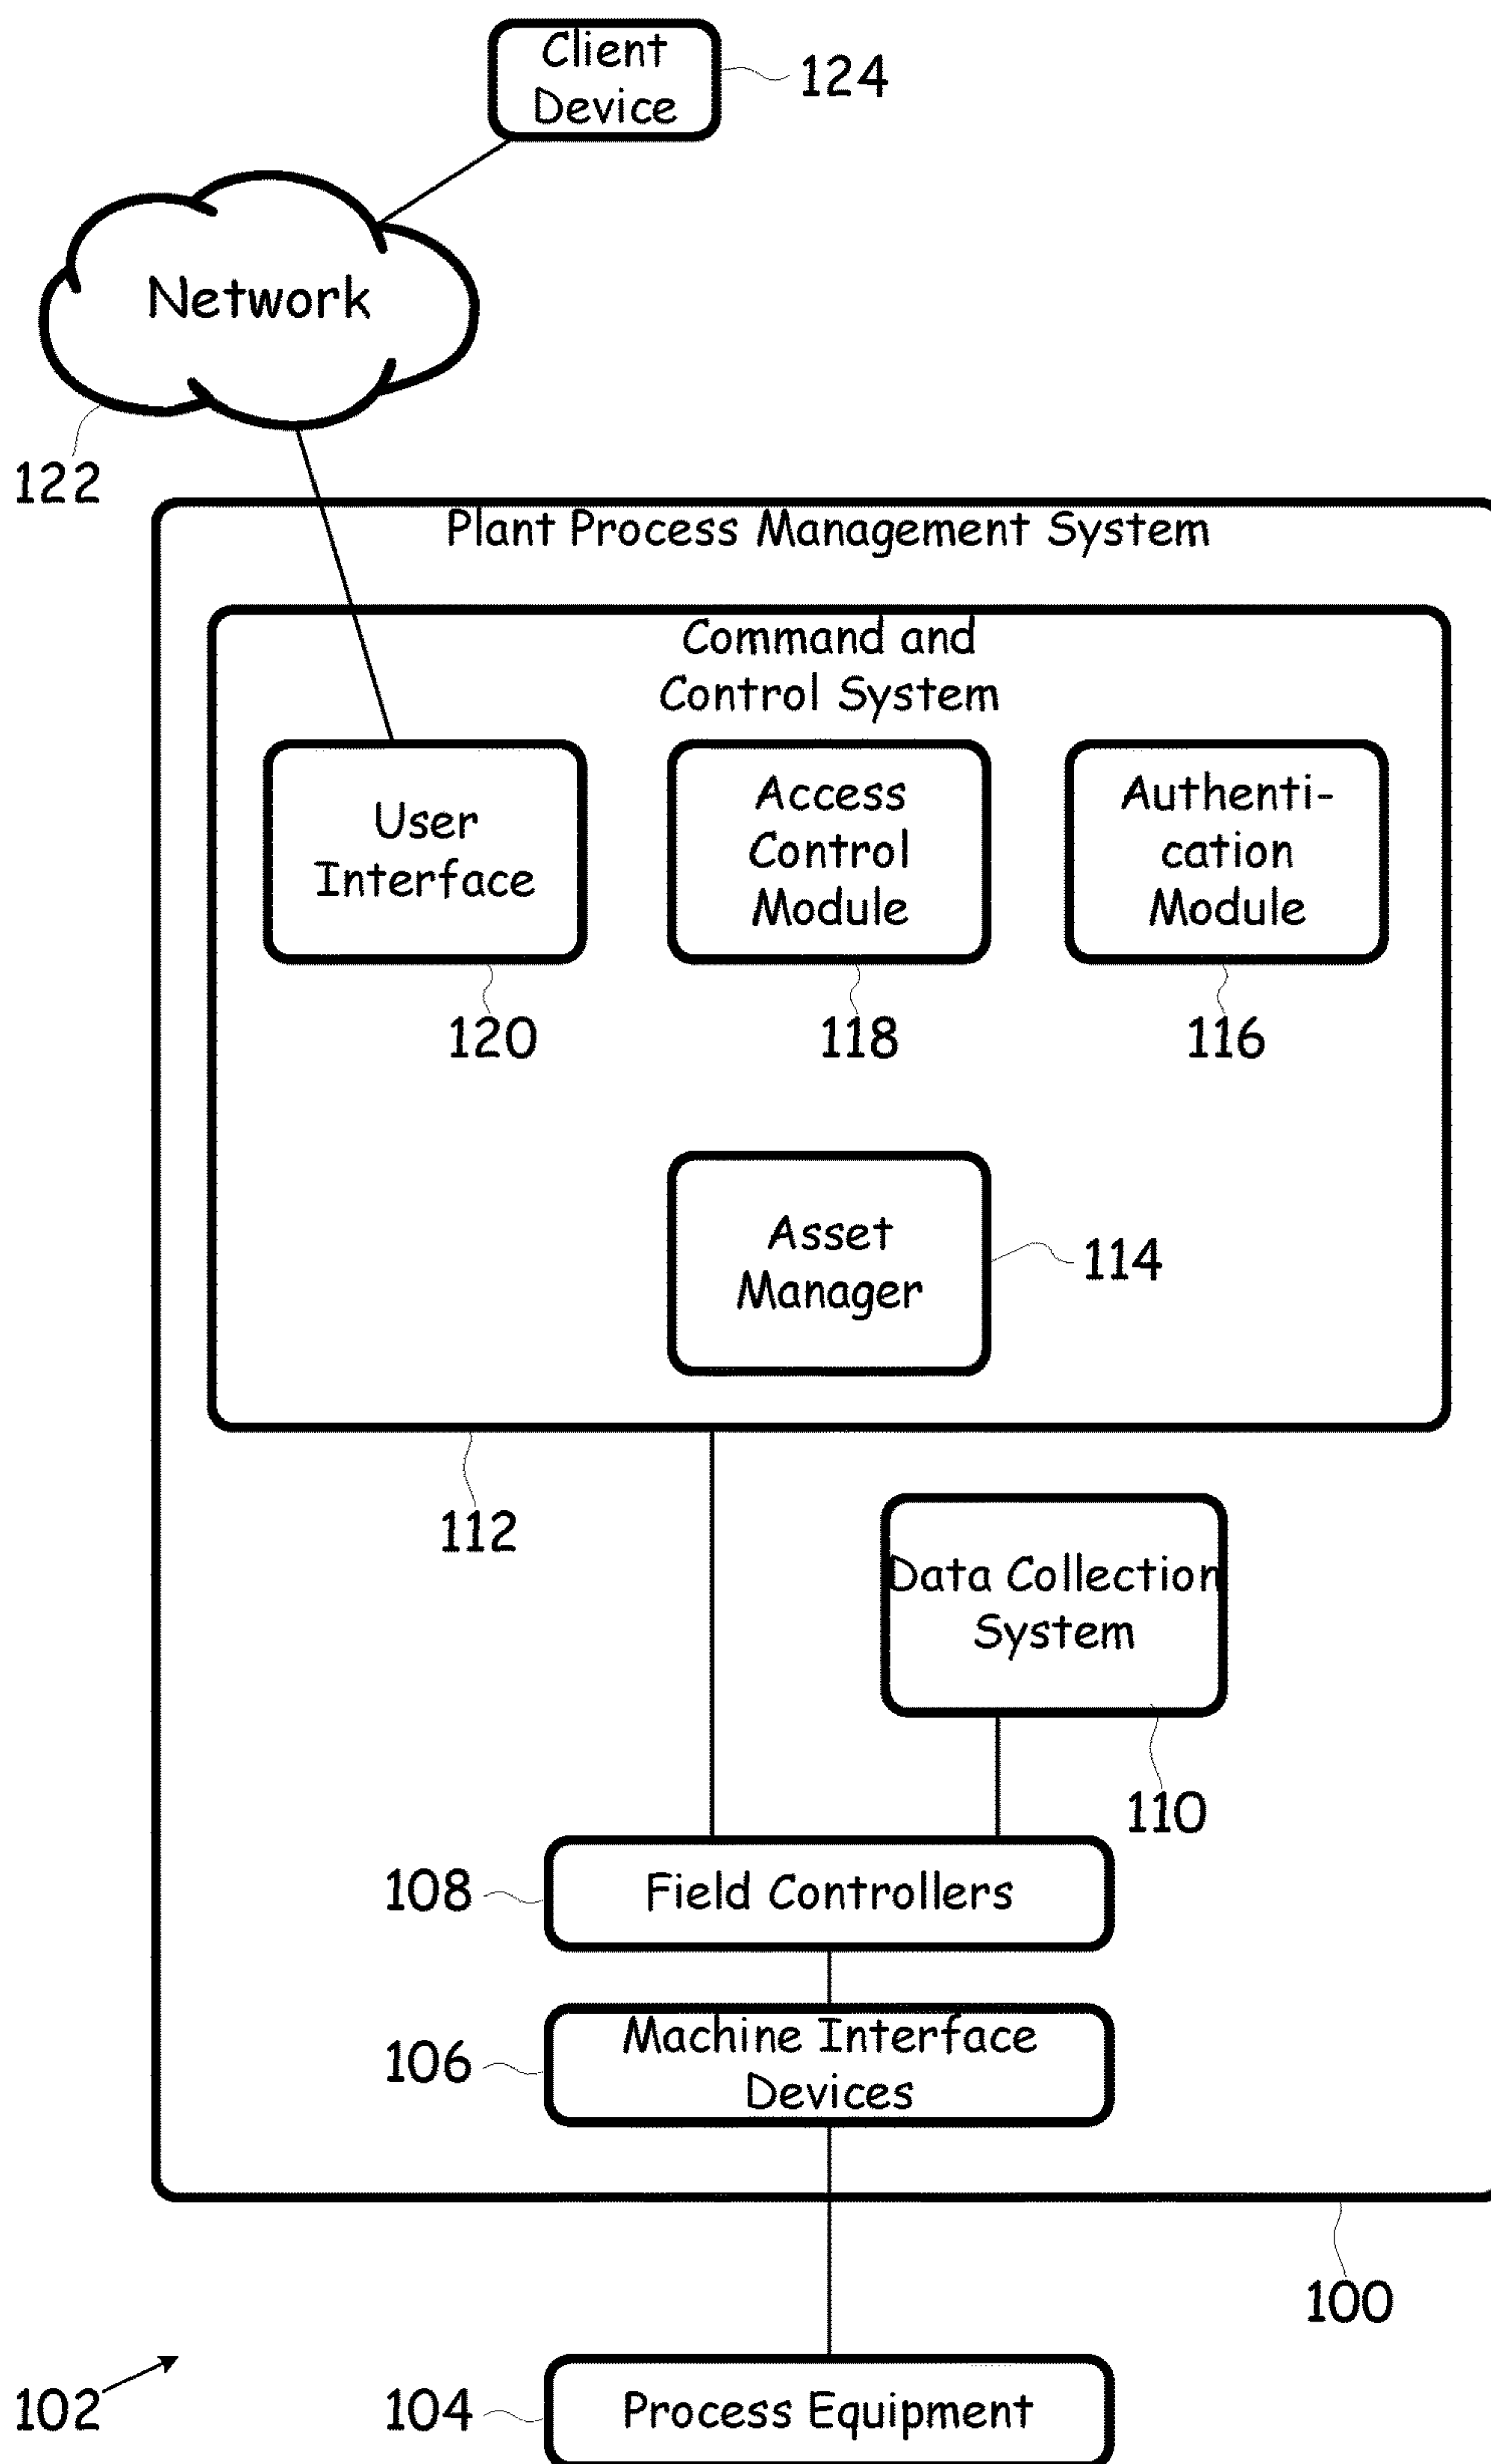 Client
Device
124
Network
122
Plant Process Management System
Command and
Control System
User
Interface
Access
Control
Module
Authenti-
cation
Module
120
118
116
Asset
Manager
114
112
Data Collection
System
110
108
Field Controllers
106
Machine Interface
Devices
100
102
104
Process Equipment